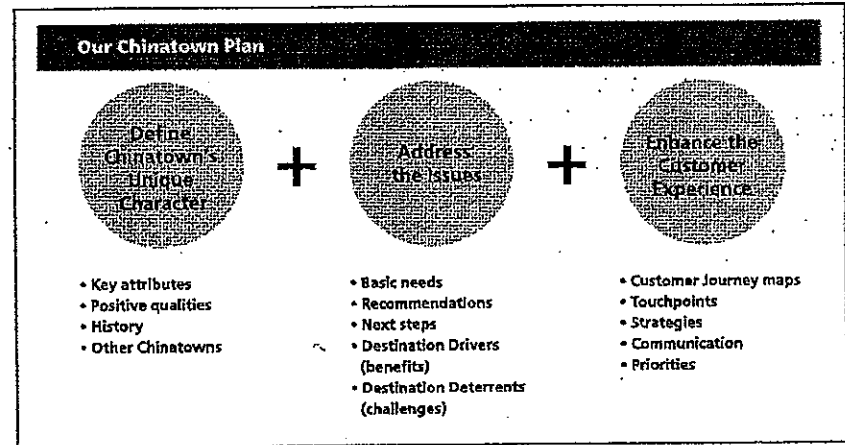 Our Chinatown Plan
Define
Chinatown's
Unique
Character
+
Address
the Issues
+
Enhance the
Customer
Experience
• Key attributes
• Positive qualities
• History
• Other Chinatowns
• Basic needs
• Recommendations
• Next steps
• Destination Drivers
(benefits)
• Destination Deterrents
(challenges)
• Customer Journey maps
• Touchpoints
• Strategies
• Communication
• Priorities